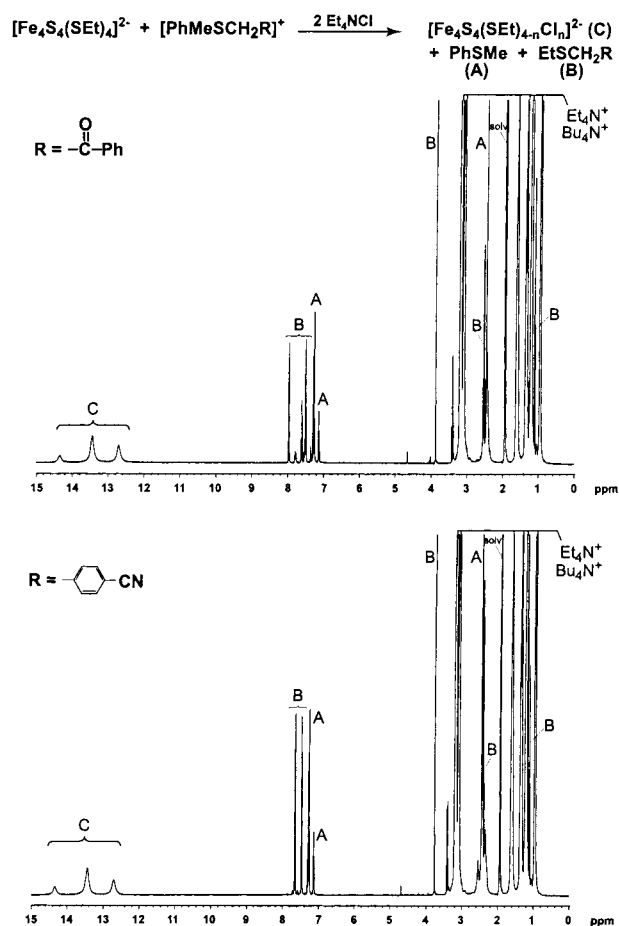 [Fe4S4(SEt)4]2- + [PhMeSCH2R]+ 2 Et4NCl [Fe4S4(SEt)4-nCln]2- (C)
+ PhSMe + EtSCH2R
(A) (B)
R = -C-Ph
O
Et4N+
Bu4N+
B
A
solv
A
B
A
B
B
C
15 14 13 12 11 10 9 8 7 6 5 4 3 2 1 0 ppm
R = CN
Et4N+
Bu4N+
B
A
solv
B
A
B
B
A
C
15 14 13 12 11 10 9 8 7 6 5 4 3 2 1 0 ppm